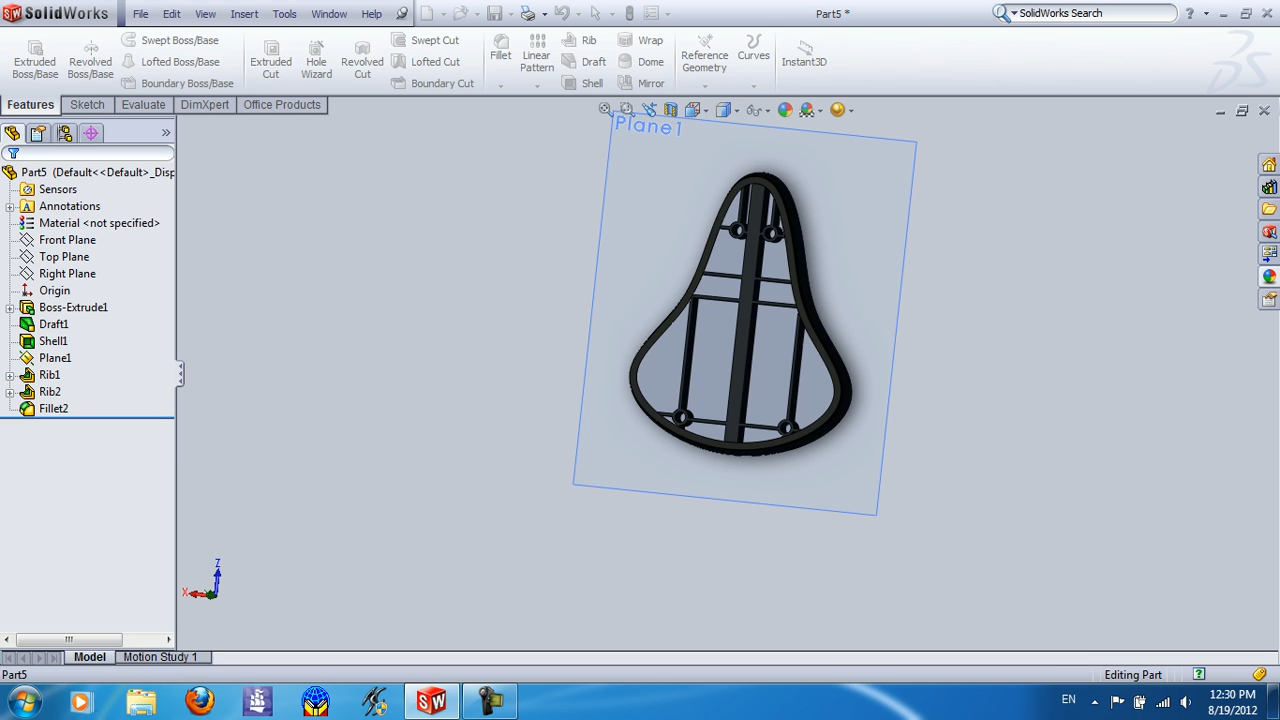 SolidWorks File Edit View Insert Tools Window Help Part5 * SolidWorks Search
Extruded Boss/Base
Revolved Boss/Base
Swept Boss/Base
Lofted Boss/Base
Boundary Boss/Base
Extruded Cut
Hole Wizard
Revolved Cut
Swept Cut
Lofted Cut
Boundary Cut
Fillet
Linear Pattern
Rib
Draft
Shell
Wrap
Dome
Mirror
Reference Geometry
Curves
Instant3D
Features Sketch Evaluate DimXpert Office Products
Plane1
Part5 (Default<<Default>_Disp
Sensors
Annotations
Material <not specified>
Front Plane
Top Plane
Right Plane
Origin
Boss-Extrude1
Draft1
Shell1
Plane1
Rib1
Rib2
Fillet2
Z
X
Model Motion Study 1
Part5 Editing Part
EN 12:30 PM
8/19/2012